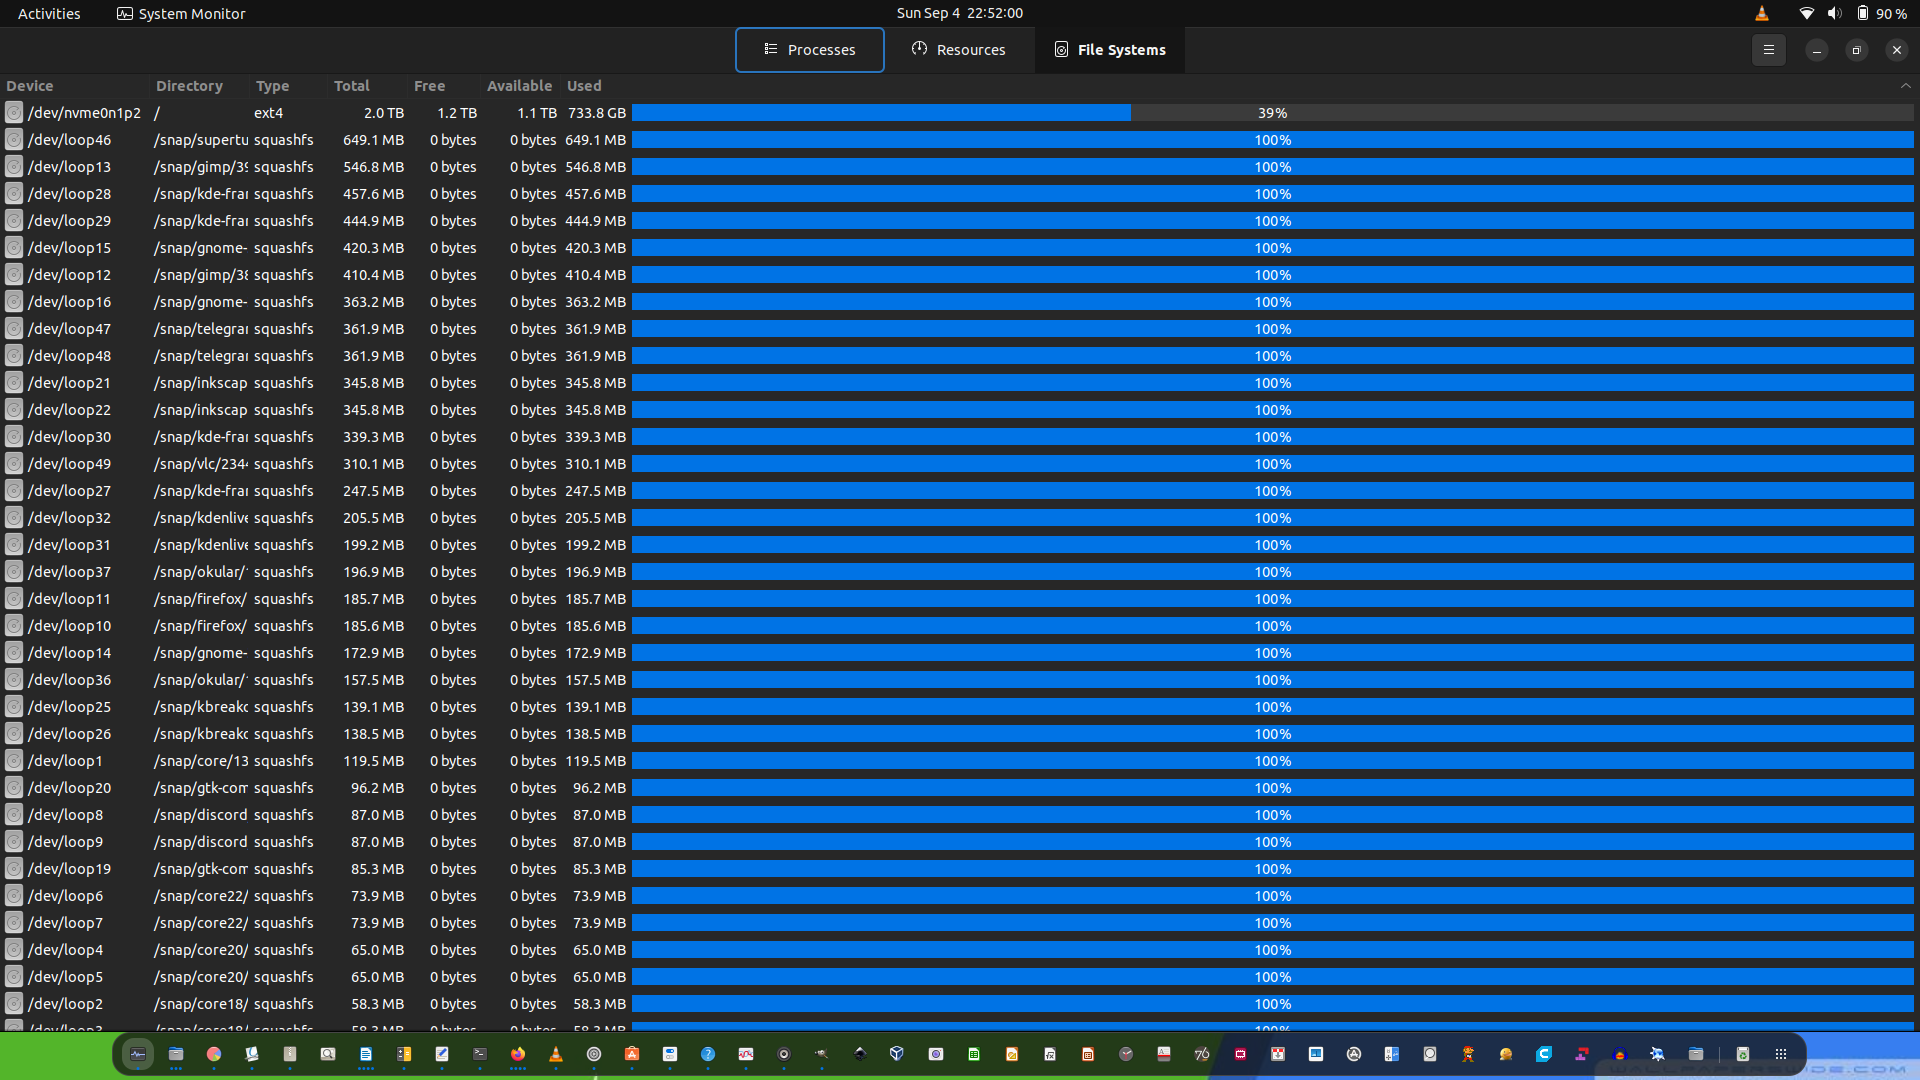 Activities System Monitor Sun Sep 4 22:52:00 90 %
Processes Resources File Systems
Device Directory Type Total Free Available Used
/dev/nvme0n1p2 / ext4 2.0 TB 1.2 TB 1.1 TB 733.8 GB 39%
/dev/loop46 /snap/supertu squashfs 649.1 MB 0 bytes 0 bytes 649.1 MB 100%
/dev/loop13 /snap/gimp/39 squashfs 546.8 MB 0 bytes 0 bytes 546.8 MB 100%
/dev/loop28 /snap/kde-fra squashfs 457.6 MB 0 bytes 0 bytes 457.6 MB 100%
/dev/loop29 /snap/kde-fra squashfs 444.9 MB 0 bytes 0 bytes 444.9 MB 100%
/dev/loop15 /snap/gnome- squashfs 420.3 MB 0 bytes 0 bytes 420.3 MB 100%
/dev/loop12 /snap/gimp/38 squashfs 410.4 MB 0 bytes 0 bytes 410.4 MB 100%
/dev/loop16 /snap/gnome- squashfs 363.2 MB 0 bytes 0 bytes 363.2 MB 100%
/dev/loop47 /snap/telegra squashfs 361.9 MB 0 bytes 0 bytes 361.9 MB 100%
/dev/loop48 /snap/telegra squashfs 361.9 MB 0 bytes 0 bytes 361.9 MB 100%
/dev/loop21 /snap/inkscap squashfs 345.8 MB 0 bytes 0 bytes 345.8 MB 100%
/dev/loop22 /snap/inkscap squashfs 345.8 MB 0 bytes 0 bytes 345.8 MB 100%
/dev/loop30 /snap/kde-fra squashfs 339.3 MB 0 bytes 0 bytes 339.3 MB 100%
/dev/loop49 /snap/vlc/234 squashfs 310.1 MB 0 bytes 0 bytes 310.1 MB 100%
/dev/loop27 /snap/kde-fra squashfs 247.5 MB 0 bytes 0 bytes 247.5 MB 100%
/dev/loop32 /snap/kdenlive squashfs 205.5 MB 0 bytes 0 bytes 205.5 MB 100%
/dev/loop31 /snap/kdenlive squashfs 199.2 MB 0 bytes 0 bytes 199.2 MB 100%
/dev/loop37 /snap/okular/ squashfs 196.9 MB 0 bytes 0 bytes 196.9 MB 100%
/dev/loop11 /snap/firefox/ squashfs 185.7 MB 0 bytes 0 bytes 185.7 MB 100%
/dev/loop10 /snap/firefox/ squashfs 185.6 MB 0 bytes 0 bytes 185.6 MB 100%
/dev/loop14 /snap/gnome- squashfs 172.9 MB 0 bytes 0 bytes 172.9 MB 100%
/dev/loop36 /snap/okular/ squashfs 157.5 MB 0 bytes 0 bytes 157.5 MB 100%
/dev/loop25 /snap/kbreako squashfs 139.1 MB 0 bytes 0 bytes 139.1 MB 100%
/dev/loop26 /snap/kbreako squashfs 138.5 MB 0 bytes 0 bytes 138.5 MB 100%
/dev/loop1 /snap/core/13 squashfs 119.5 MB 0 bytes 0 bytes 119.5 MB 100%
/dev/loop20 /snap/gtk-com squashfs 96.2 MB 0 bytes 0 bytes 96.2 MB 100%
/dev/loop8 /snap/discord squashfs 87.0 MB 0 bytes 0 bytes 87.0 MB 100%
/dev/loop9 /snap/discord squashfs 87.0 MB 0 bytes 0 bytes 87.0 MB 100%
/dev/loop19 /snap/gtk-com squashfs 85.3 MB 0 bytes 0 bytes 85.3 MB 100%
/dev/loop6 /snap/core22/ squashfs 73.9 MB 0 bytes 0 bytes 73.9 MB 100%
/dev/loop7 /snap/core22/ squashfs 73.9 MB 0 bytes 0 bytes 73.9 MB 100%
/dev/loop4 /snap/core20/ squashfs 65.0 MB 0 bytes 0 bytes 65.0 MB 100%
/dev/loop5 /snap/core20/ squashfs 65.0 MB 0 bytes 0 bytes 65.0 MB 100%
/dev/loop2 /snap/core18/ squashfs 58.3 MB 0 bytes 0 bytes 58.3 MB 100%
/dev/loop3 /snap/core18/ squashfs 58.3 MB 0 bytes 0 bytes 58.3 MB 100%
76
WALLPAPERSWIDE.COM